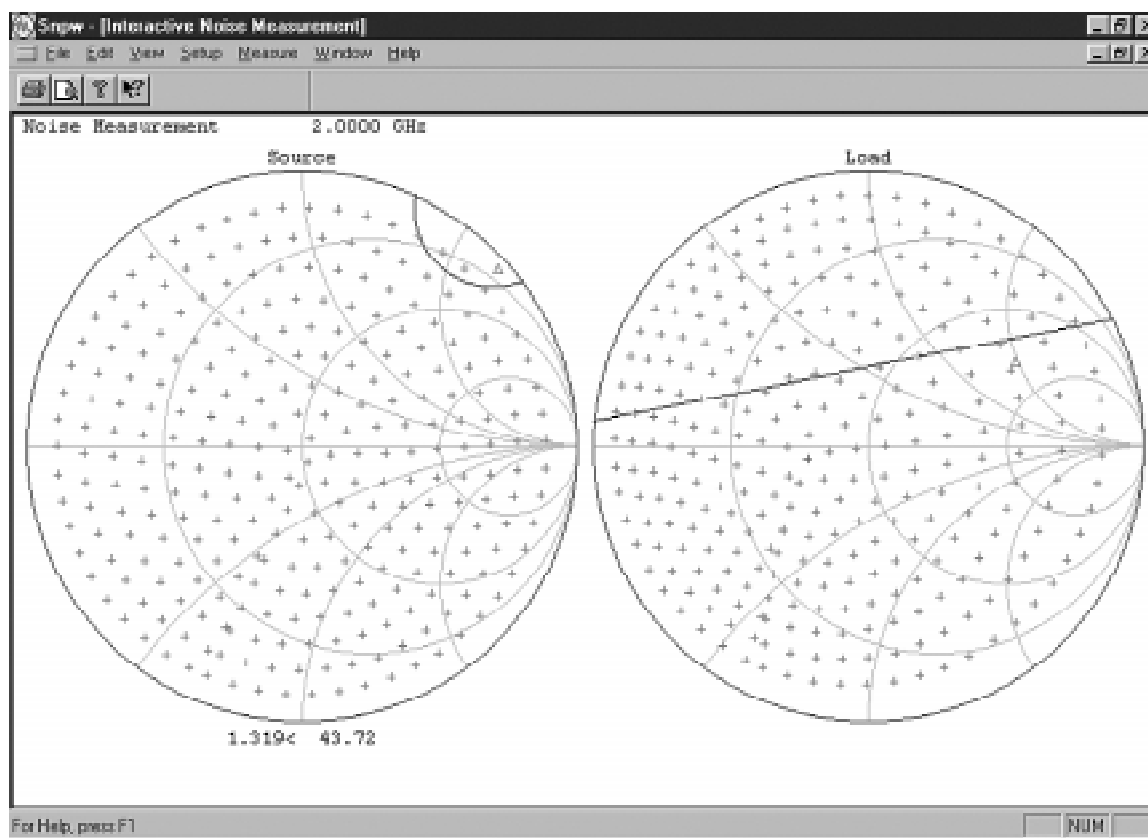 Snpw - [Interactive Noise Measurement]
File Edit View Setup Measure Window Help
Noise Measurement 2.0000 GHz
Source Load
1.319< 43.72
For Help, press F1 NUM